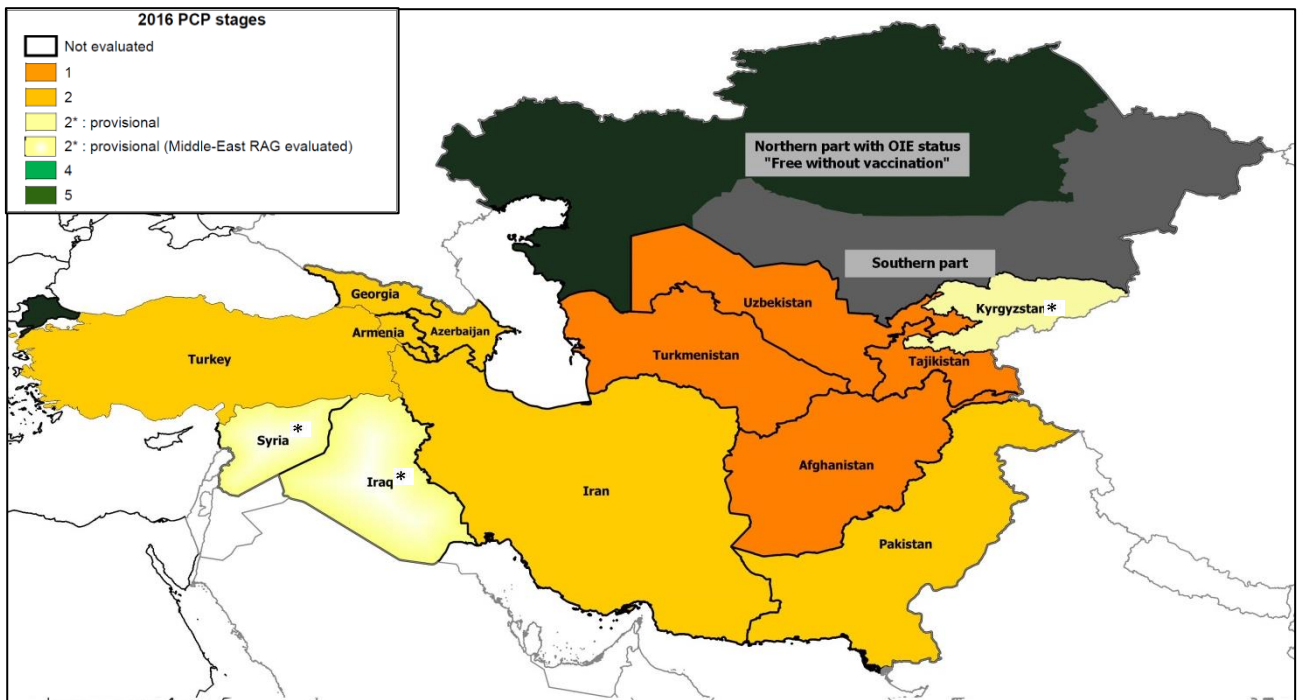 2016 PCP stages
Not evaluated
1
2
2* : provisional
2* : provisional (Middle-East RAG evaluated)
4
5
Northern part with OIE status
"Free without vaccination"
Southern part
Georgia
Armenia
Azerbaijan
Turkey
Uzbekistan
Kyrgyzstan *
Turkmenistan
Tajikistan
Syria *
Iraq *
Iran
Afghanistan
Pakistan